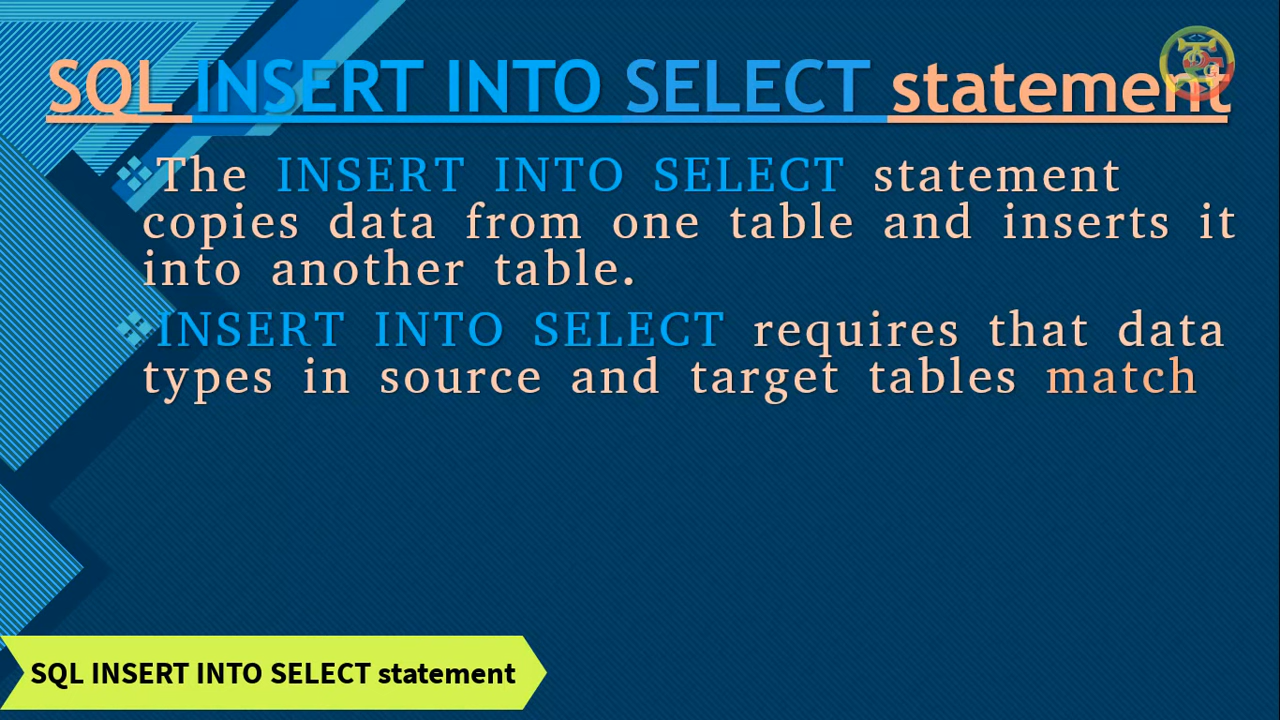 SQL INSERT INTO SELECT statement
The INSERT INTO SELECT statement
copies data from one table and inserts it
into another table.
INSERT INTO SELECT requires that data
types in source and target tables match
SQL INSERT INTO SELECT statement